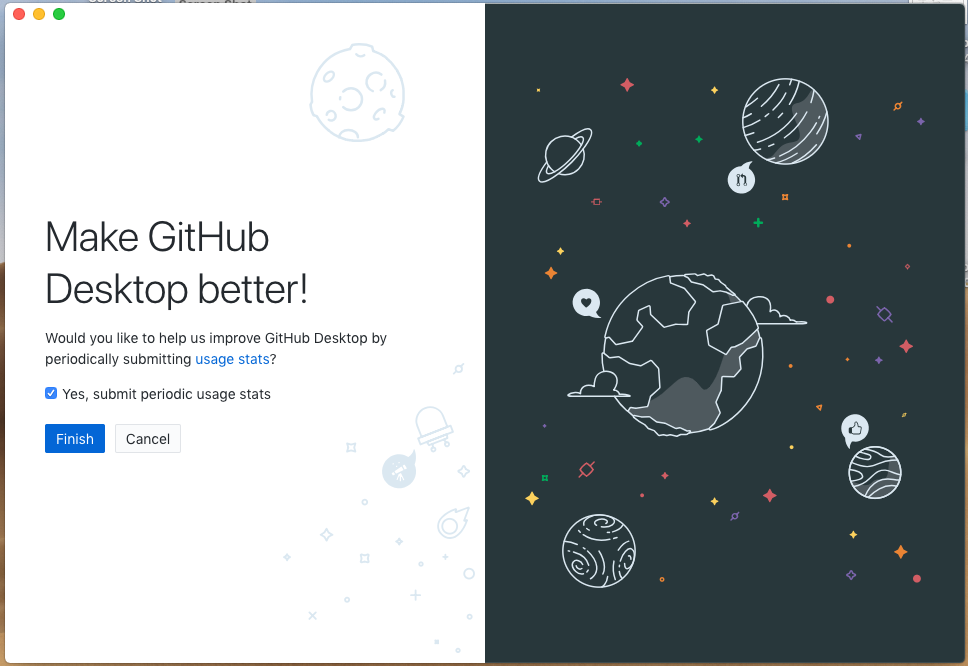 Make GitHub
Desktop better!
Would you like to help us improve GitHub Desktop by
periodically submitting usage stats?
Yes, submit periodic usage stats
Finish
Cancel